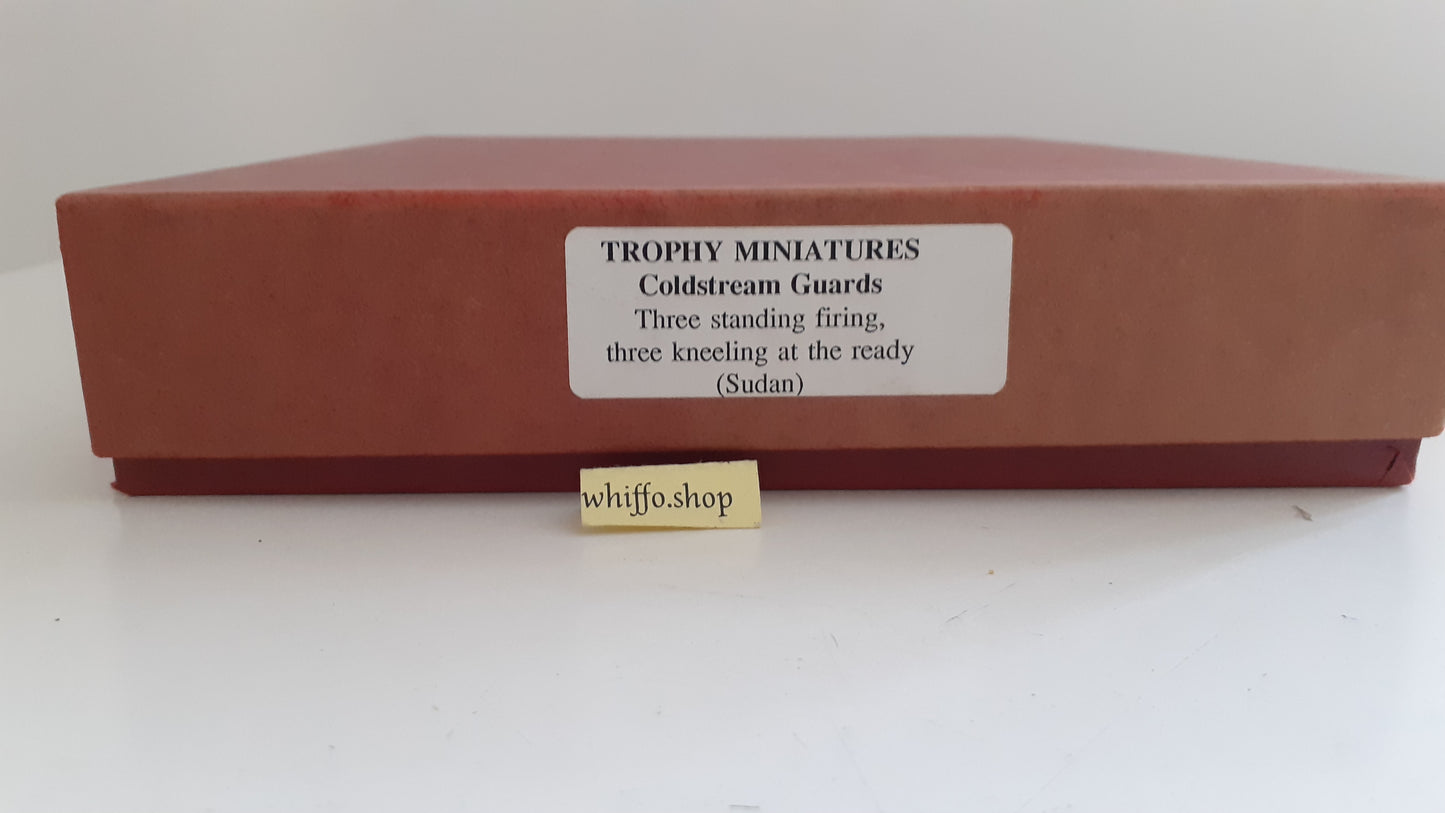 TROPHY MINIATURES
Coldstream Guards
Three standing firing,
three kneeling at the ready
(Sudan)
whiffo.shop